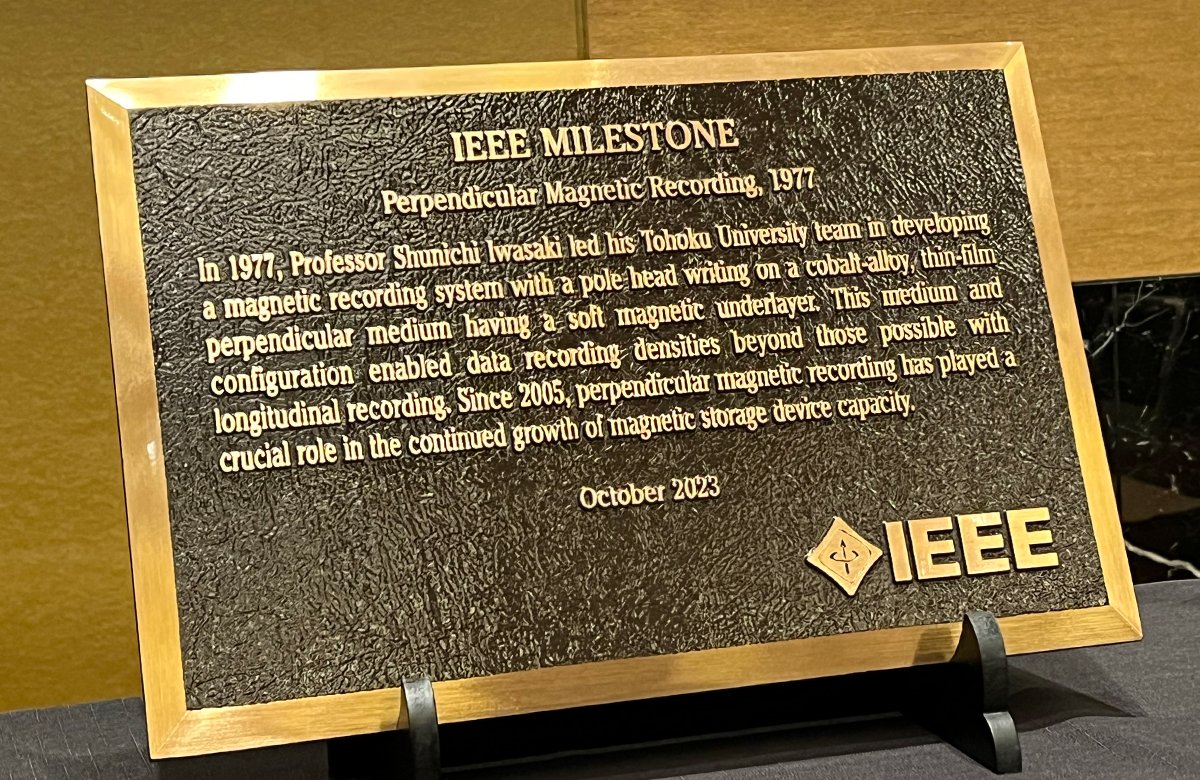 IEEE MILESTONE
Perpendicular Magnetic Recording, 1977
In 1977, Professor Shunichi Iwasaki led his Tohoku University team in developing
a magnetic recording system with a pole head writing on a cobalt-alloy, thin-film
perpendicular medium having a soft magnetic underlayer. This medium and
configuration enabled data recording densities beyond those possible with
longitudinal recording. Since 2005, perpendicular magnetic recording has played a
crucial role in the continued growth of magnetic storage device capacity.
October 2023
IEEE